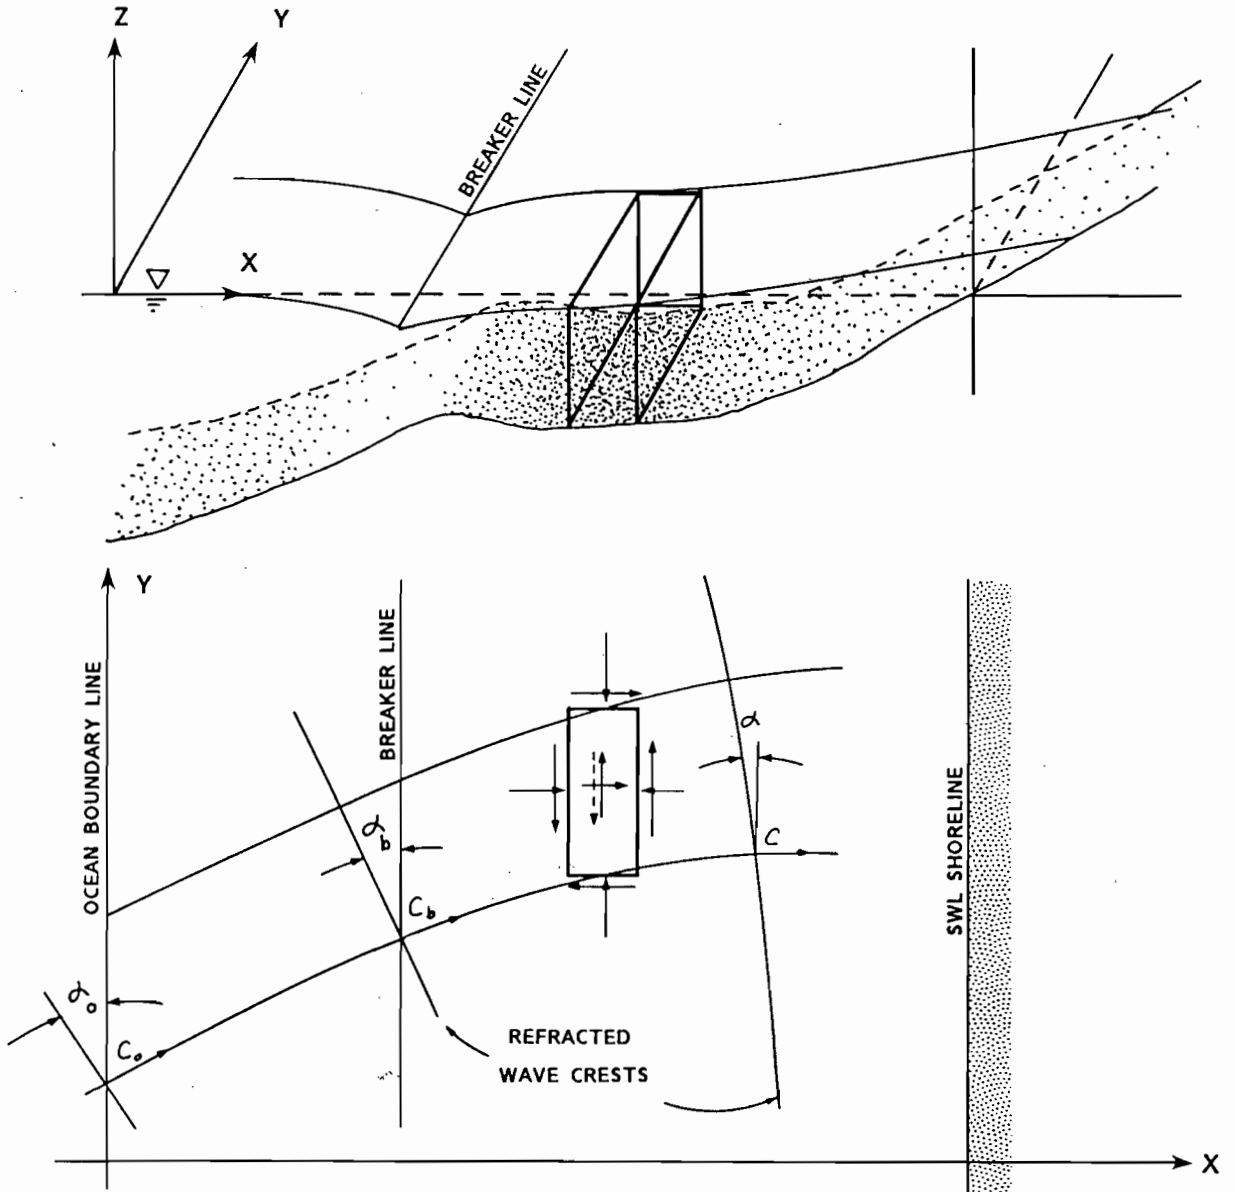 Z
Y
BREAKER LINE
X
Y
OCEAN BOUNDARY LINE
BREAKER LINE
α
α_b
C
C_b
SWL SHORELINE
α_o
C_o
REFRACTED
WAVE CRESTS
X